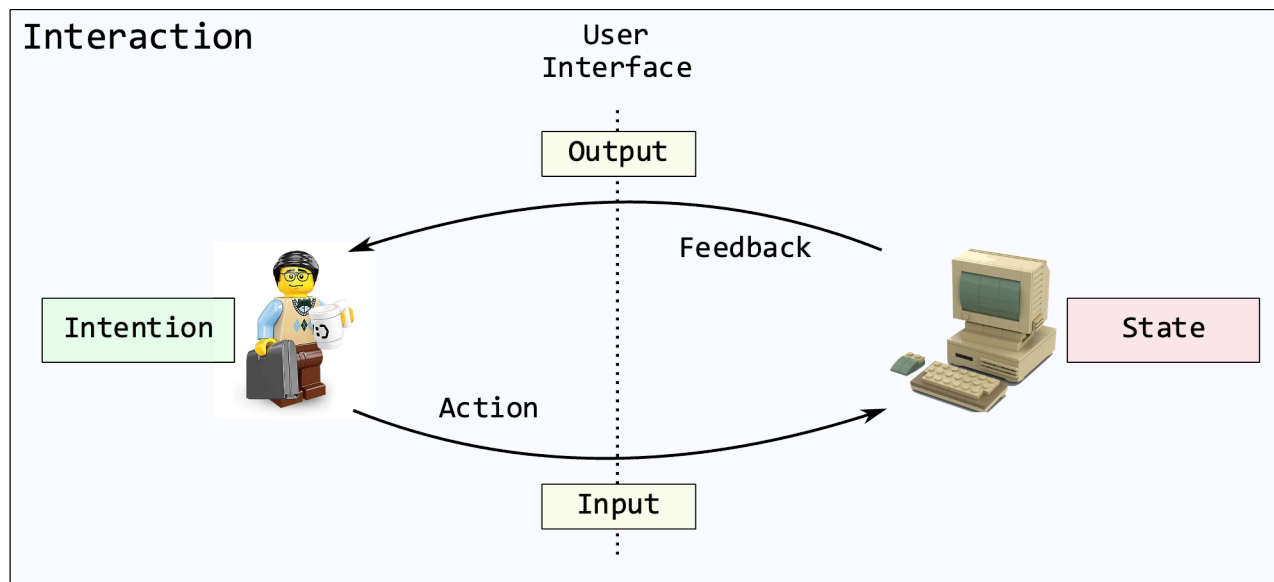 Interaction
User
Interface
Output
Feedback
Intention
State
Action
Input